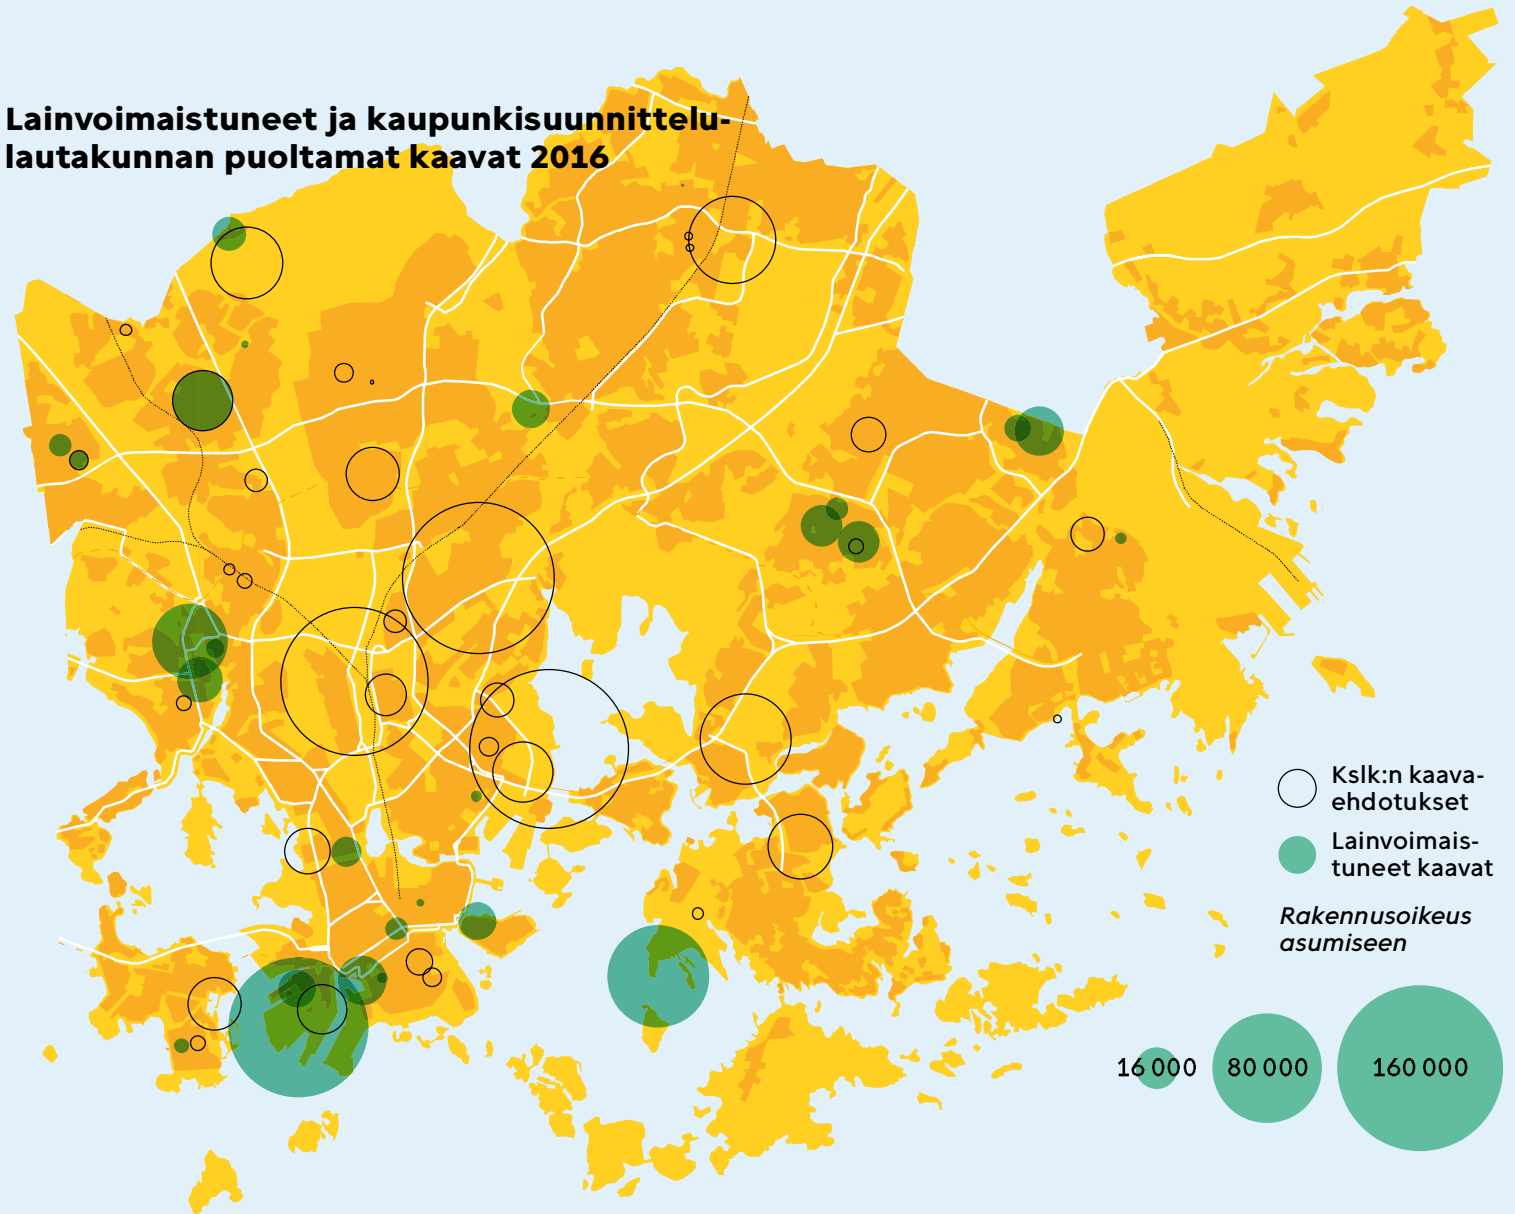 Lainvoimaistuneet ja kaupunkisuunnittelu-
lautakunnan puoltamat kaavat 2016
Kslk:n kaava-
ehdotukset
Lainvoimais-
tuneet kaavat
Rakennusoikeus
asumiseen
16 000 80 000 160 000